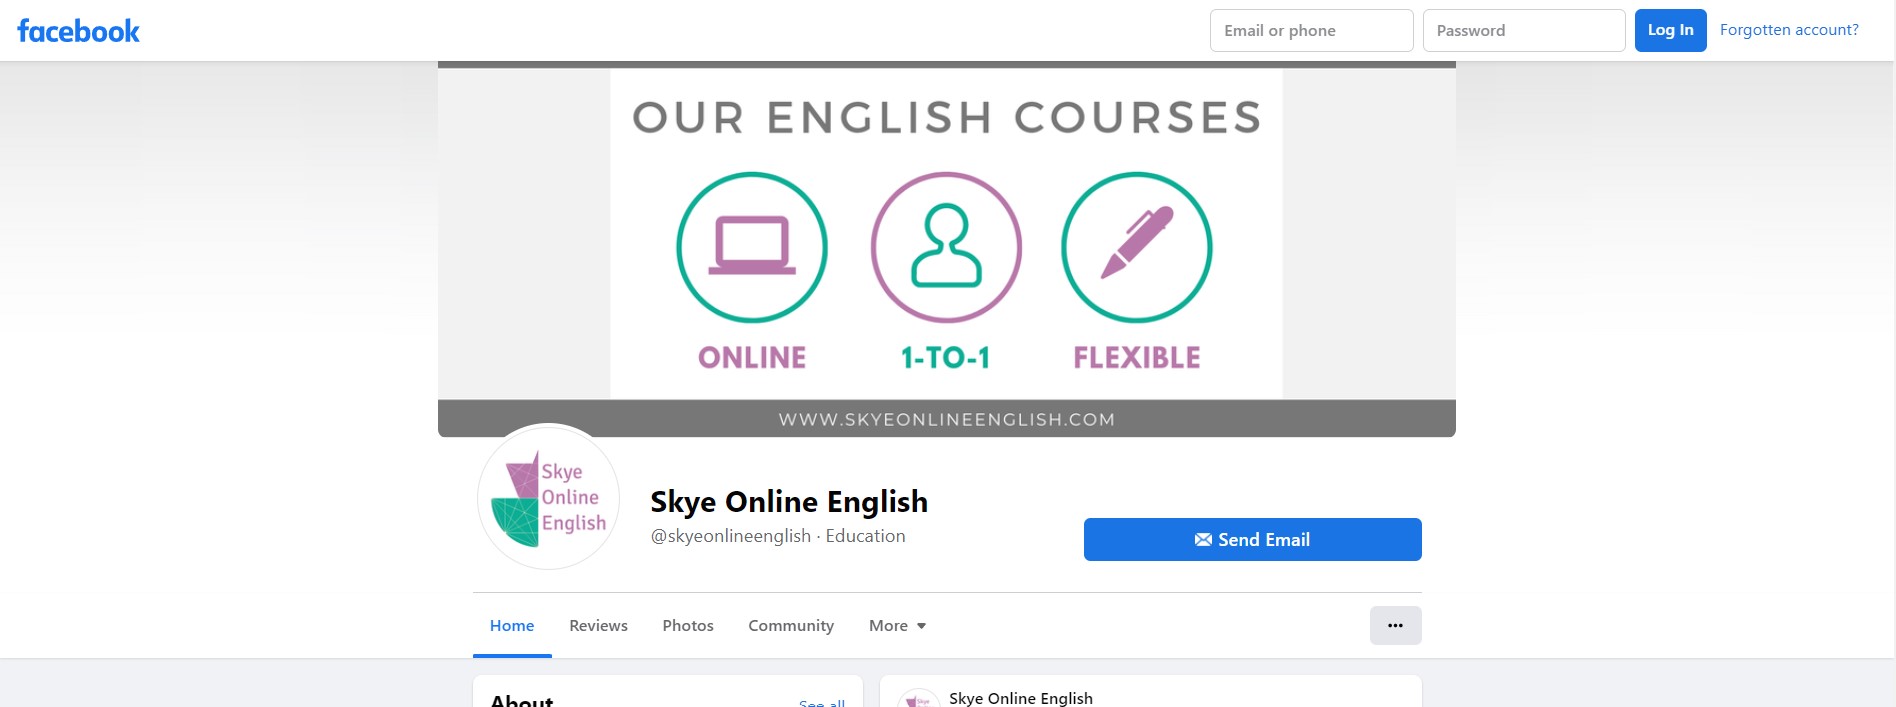 facebook
Email or phone
Password
Log In
Forgotten account?
OUR ENGLISH COURSES
ONLINE
1-TO-1
FLEXIBLE
WWW.SKYEONLINEENGLISH.COM
Skye
Online
English
Skye Online English
@skyeonlineenglish · Education
Send Email
Home
Reviews
Photos
Community
More
About
See all
Skye Online English